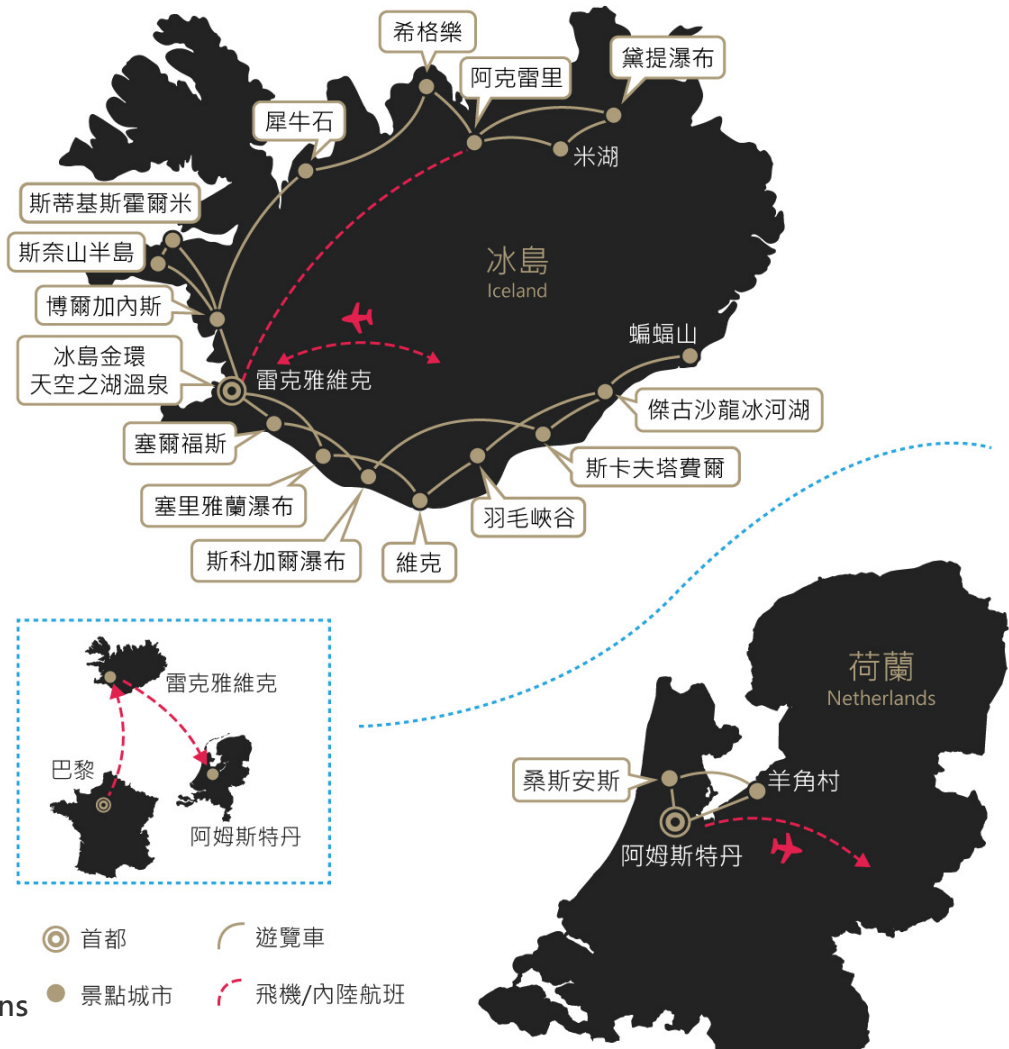 希格樂
阿克雷里
黛提瀑布
犀牛石
米湖
斯蒂基斯霍爾米
斯奈山半島
冰島
Iceland
博爾加內斯
蝙蝠山
冰島金環
天空之湖溫泉
雷克雅維克
傑古沙龍冰河湖
塞爾福斯
斯卡夫塔費爾
塞里雅蘭瀑布
羽毛峽谷
斯科加爾瀑布
維克
荷蘭
Netherlands
雷克雅維克
巴黎
阿姆斯特丹
桑斯安斯
羊角村
阿姆斯特丹
首都
遊覽車
景點城市
飛機/內陸航班
ns